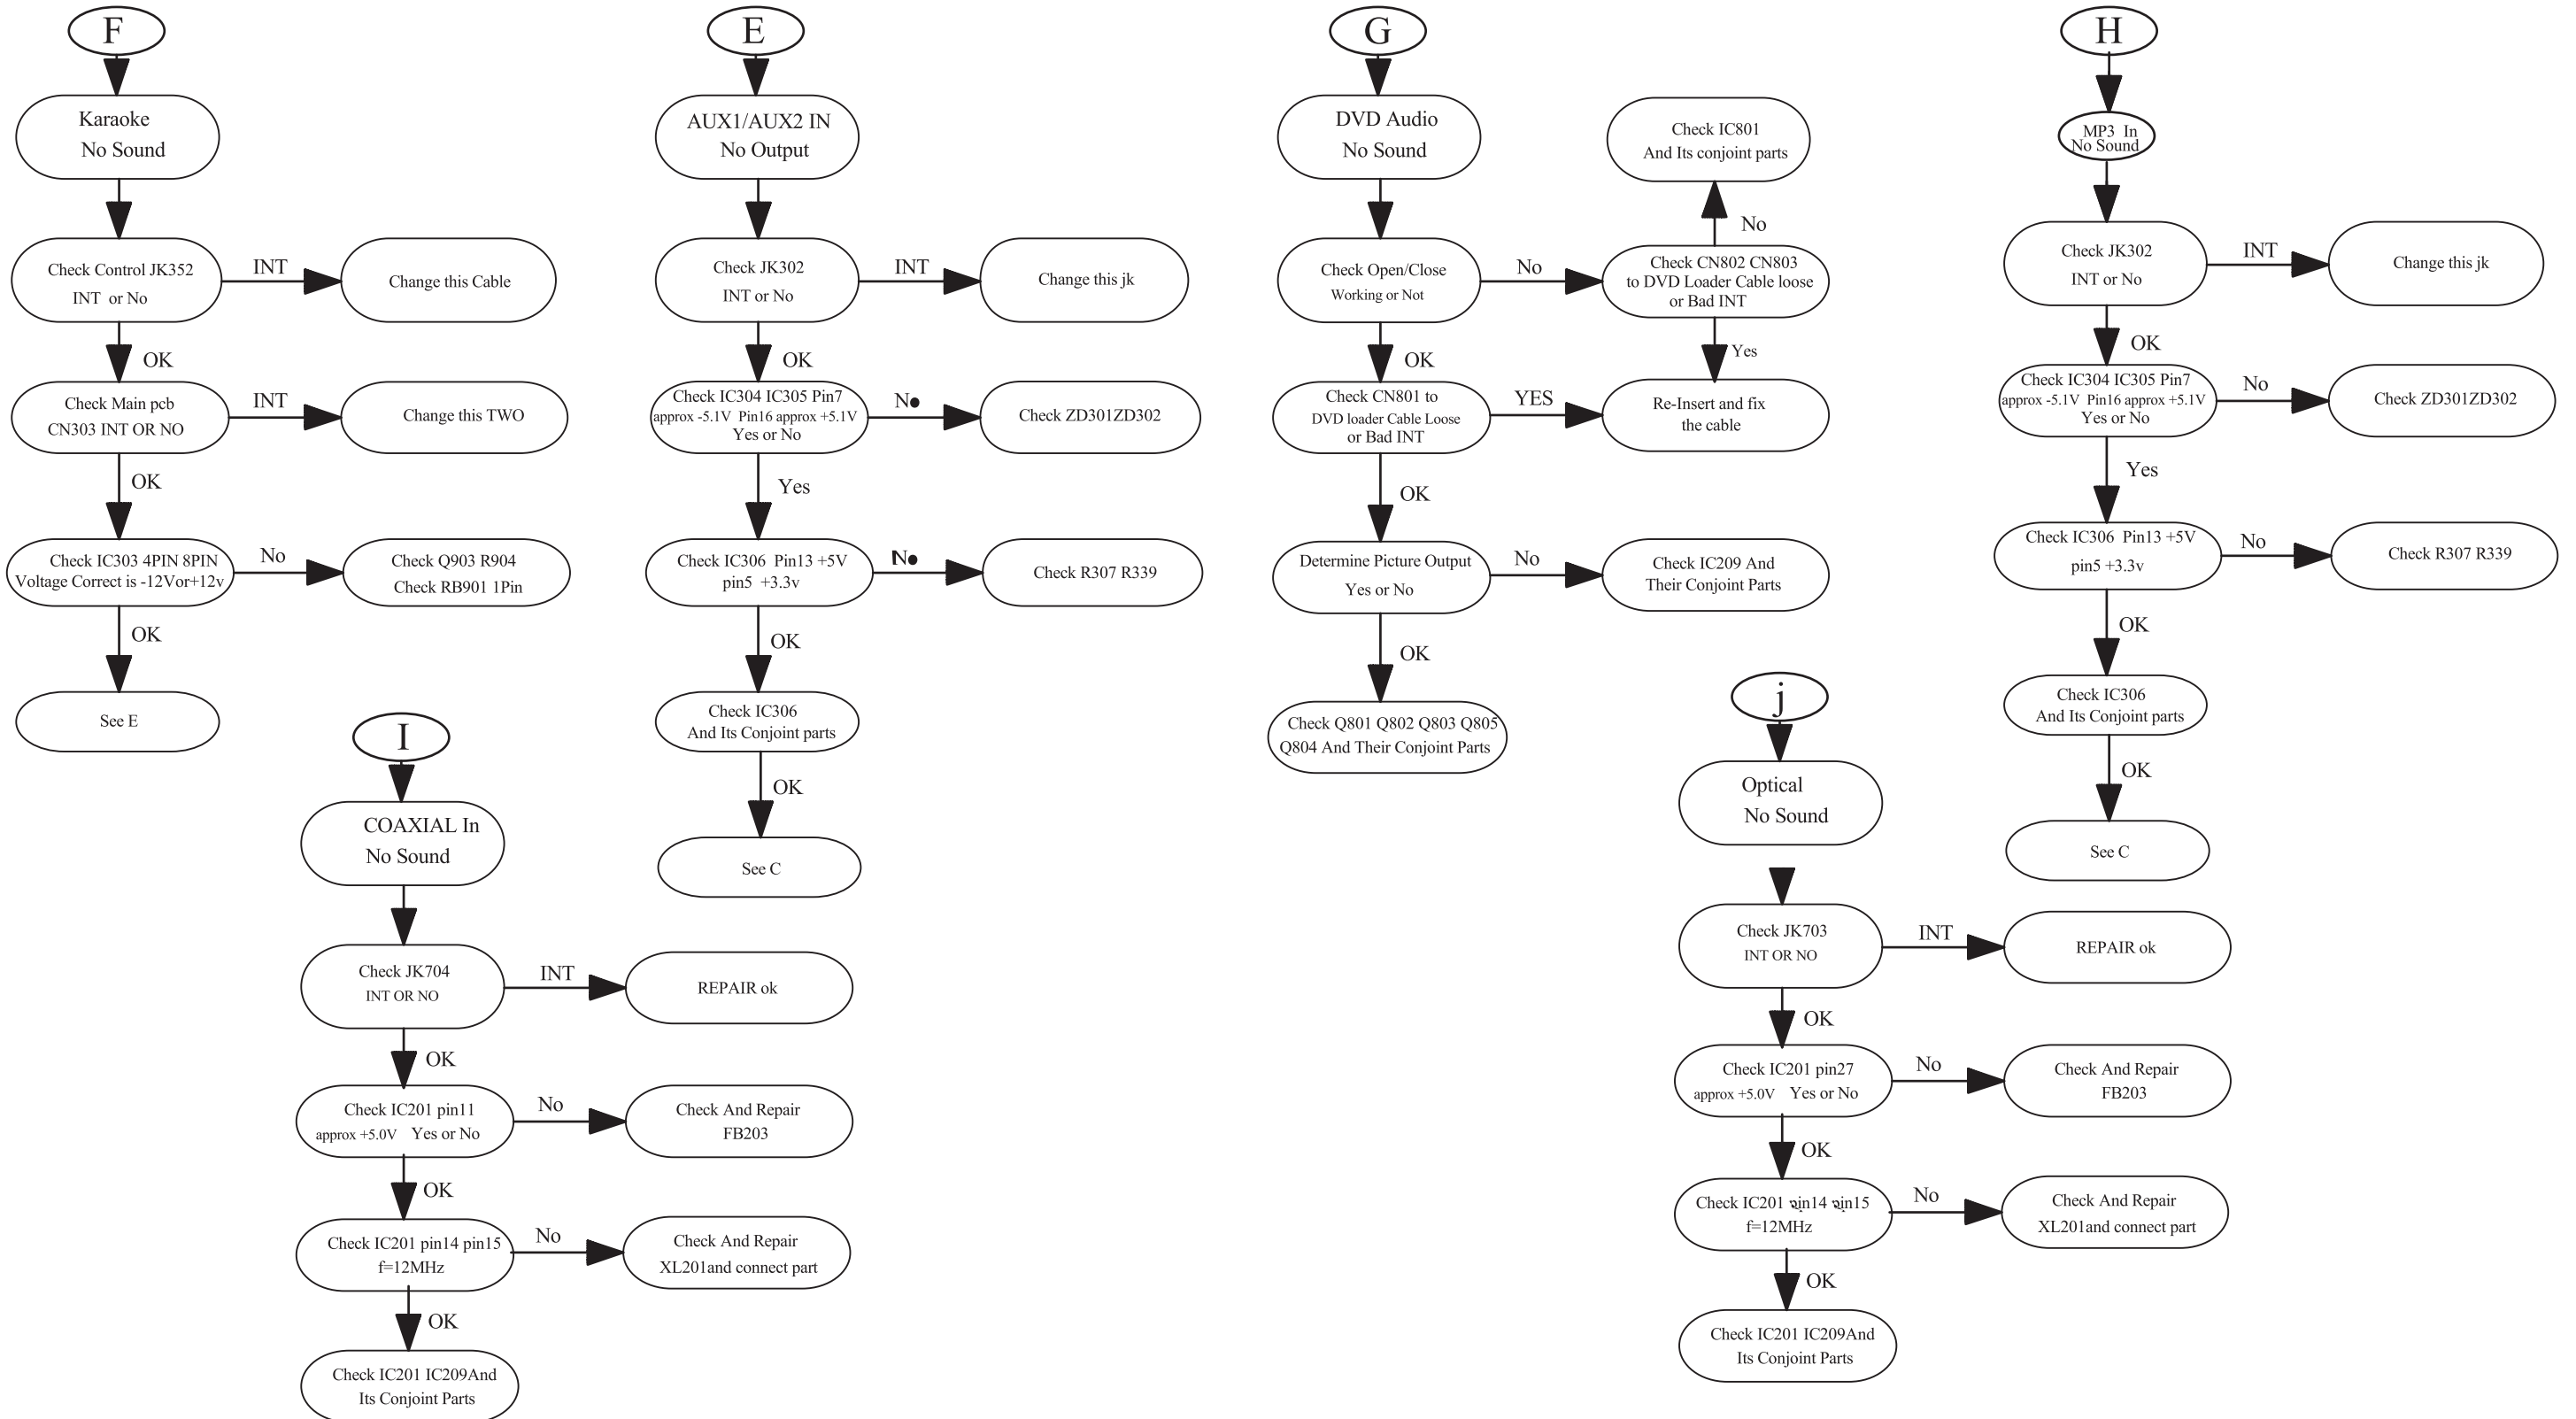 F
Karaoke
No Sound
Check Control JK352
INT or No
INT
Change this Cable
OK
Check Main pcb
CN303 INT OR NO
INT
Change this TWO
OK
Check IC303 4PIN 8PIN
Voltage Correct is -12Vor+12v
No
Check Q903 R904
Check RB901 1Pin
OK
See E
E
AUX1/AUX2 IN
No Output
Check JK302
INT or No
INT
Change this jk
OK
Check IC304 IC305 Pin7
approx -5.1V Pin16 approx +5.1V
Yes or No
N●
Check ZD301ZD302
Yes
Check IC306 Pin13 +5V
pin5 +3.3v
N●
Check R307 R339
OK
Check IC306
And Its Conjoint parts
OK
See C
G
DVD Audio
No Sound
Check Open/Close
Working or Not
No
Check CN802 CN803
to DVD Loader Cable loose
or Bad INT
No
Check IC801
And Its conjoint parts
Yes
Re-Insert and fix
the cable
OK
Check CN801 to
DVD loader Cable Loose
or Bad INT
YES
OK
Determine Picture Output
Yes or No
No
Check IC209 And
Their Conjoint Parts
OK
Check Q801 Q802 Q803 Q805
Q804 And Their Conjoint Parts
H
MP3 In
No Sound
Check JK302
INT or No
INT
Change this jk
OK
Check IC304 IC305 Pin7
approx -5.1V Pin16 approx +5.1V
Yes or No
No
Check ZD301ZD302
Yes
Check IC306 Pin13 +5V
pin5 +3.3v
No
Check R307 R339
OK
Check IC306
And Its Conjoint parts
OK
See C
I
COAXIAL In
No Sound
Check JK704
INT OR NO
INT
REPAIR ok
OK
Check IC201 pin11
approx +5.0V Yes or No
No
Check And Repair
FB203
OK
Check IC201 pin14 pin15
f=12MHz
No
Check And Repair
XL201and connect part
OK
Check IC201 IC209And
Its Conjoint Parts
j
Optical
No Sound
Check JK703
INT OR NO
INT
REPAIR ok
OK
Check IC201 pin27
approx +5.0V Yes or No
No
Check And Repair
FB203
OK
Check IC201 pin14 pin15
f=12MHz
No
Check And Repair
XL201and connect part
OK
Check IC201 IC209And
Its Conjoint Parts